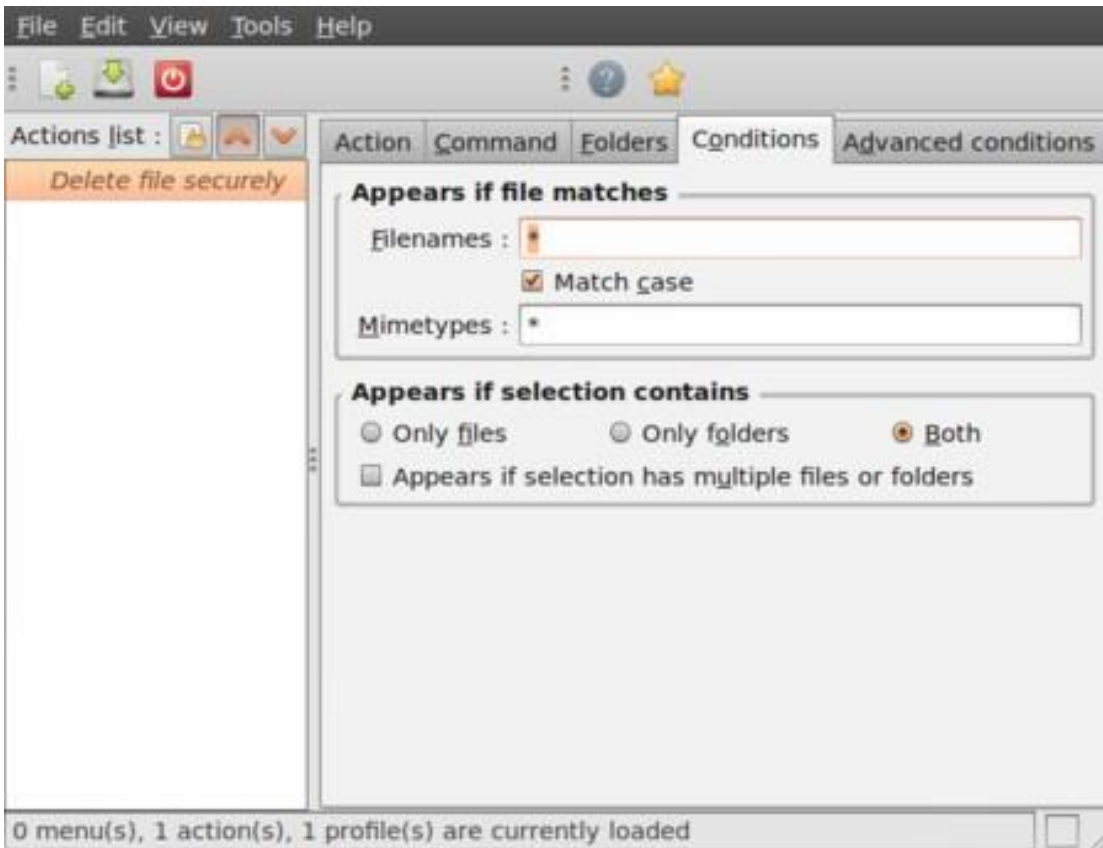 File Edit View Tools Help
Actions list :
Action Command Folders Conditions Advanced conditions
Delete file securely
Appears if file matches
Filenames : *
Match case
Mimetypes : *
Appears if selection contains
Only files Only folders Both
Appears if selection has multiple files or folders
0 menu(s), 1 action(s), 1 profile(s) are currently loaded